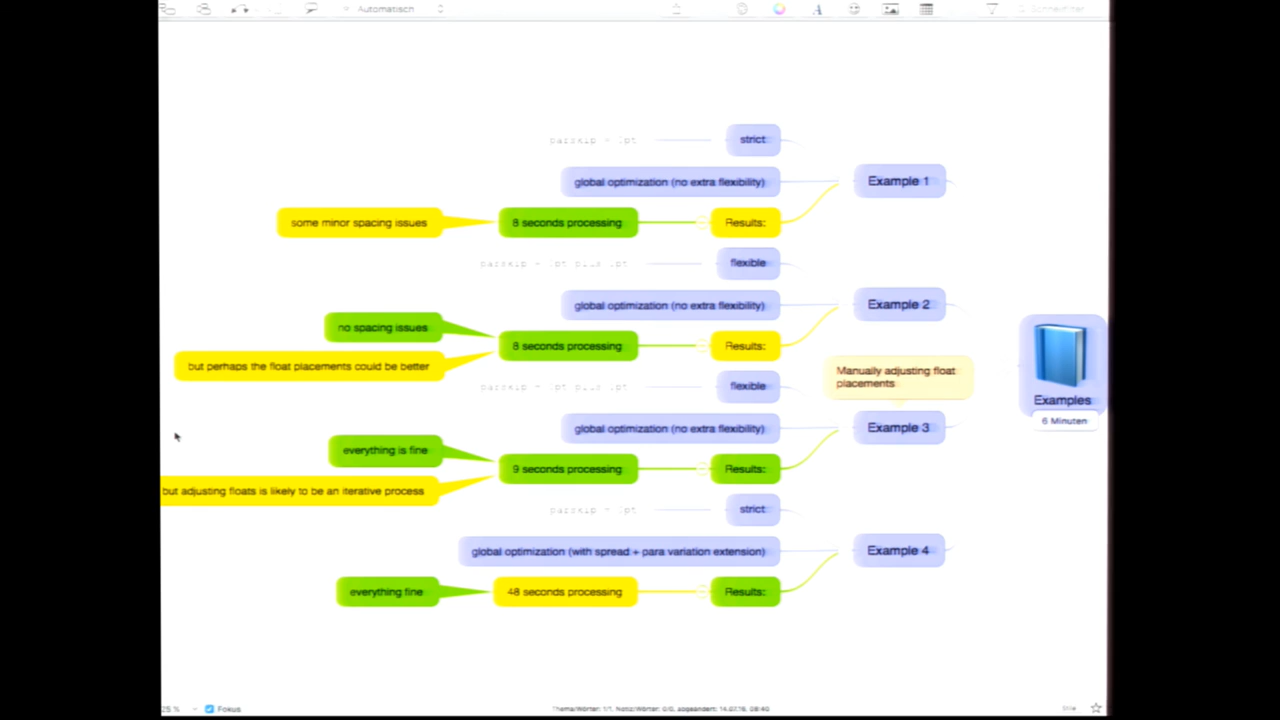 Automatisch
strict
parskip = 0pt
global optimization (no extra flexibility)
Example 1
some minor spacing issues
8 seconds processing
Results:
flexible
global optimization (no extra flexibility)
Example 2
no spacing issues
8 seconds processing
Results:
but perhaps the float placements could be better
Manually adjusting float
placements
flexible
Examples
6 Minuten
global optimization (no extra flexibility)
Example 3
everything is fine
9 seconds processing
Results:
but adjusting floats is likely to be an iterative process
strict
parskip = 0pt
global optimization (with spread + para variation extension)
Example 4
everything fine
48 seconds processing
Results:
Fokus